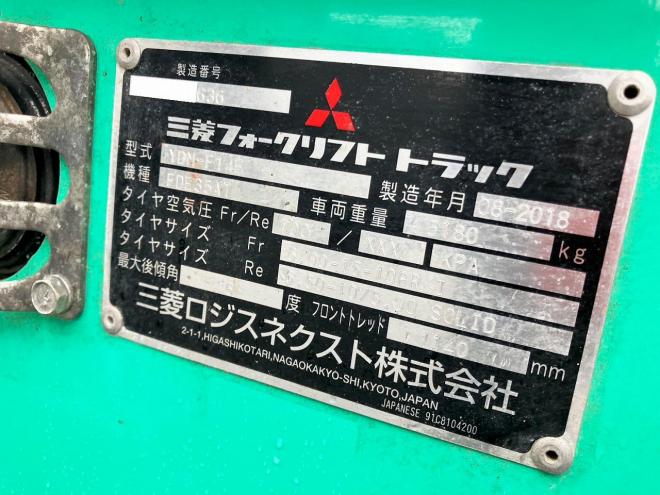 製造番号
636
三菱フォークリフト トラック
型式 製造年月 08-2018
機種 車両重量 kg
タイヤ空気圧 Fr/Re / KPA
タイヤサイズ Fr
タイヤサイズ Re SOLID
最大後傾角 度 フロントトレッド mm
三菱ロジスネクスト株式会社
2-1-1,HIGASHIKOTARI,NAGAOKAKYO-SHI,KYOTO,JAPAN
JAPANESE 91C8104200